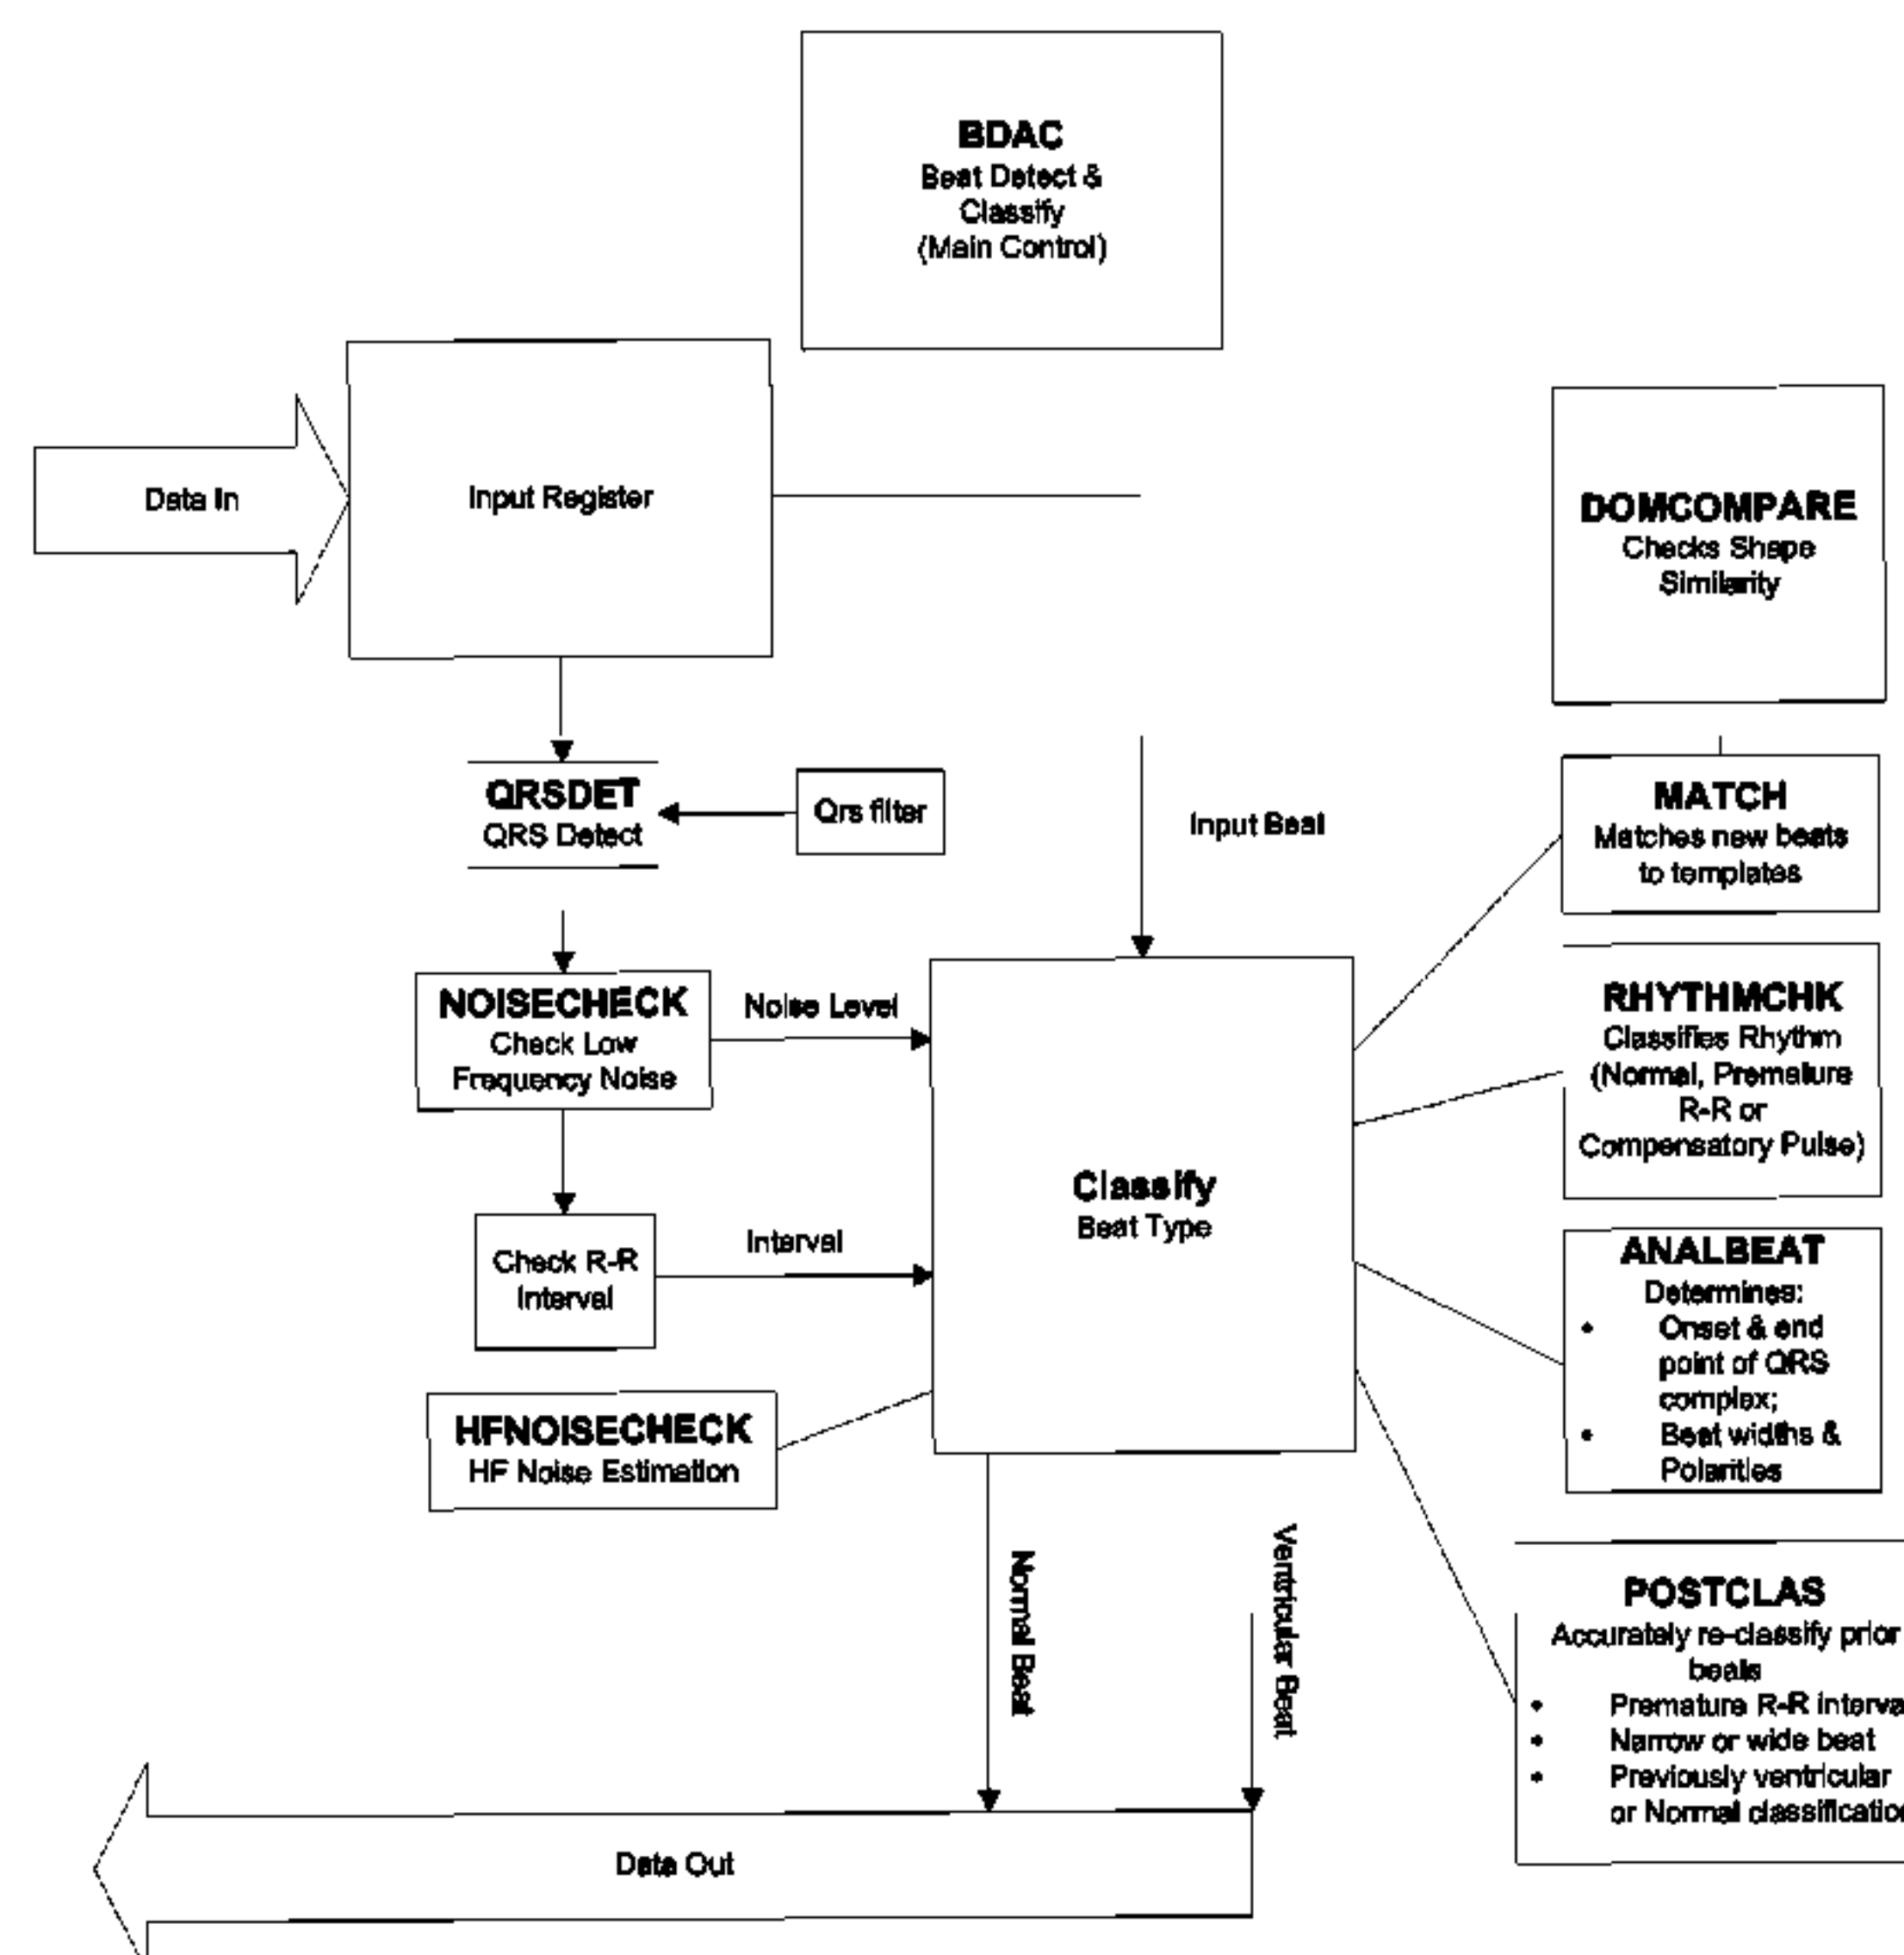 BDAC
Beat Detect &
Classify
(Main Control)
Data In
Input Register
DOMCOMPARE
Checks Shape
Similarity
QRSDET
QRS Detect
Qrs filter
Input Beat
MATCH
Matches new beats
to templates
NOISECHECK
Check Low
Frequency Noise
Noise Level
RHYTHMCHK
Classifies Rhythm
(Normal, Premature
R-R or
Compensatory Pulse)
Classify
Beat Type
Check R-R
Interval
Interval
ANALBEAT
Determines:
• Onset & end
point of QRS
complex;
• Beat widths &
Polarities
HFNOISECHECK
HF Noise Estimation
Normal Beat
Ventricular Beat
POSTCLAS
Accurately re-classify prior
beats
• Premature R-R interva
• Narrow or wide beat
• Previously ventricular
or Normal classification
Data Out